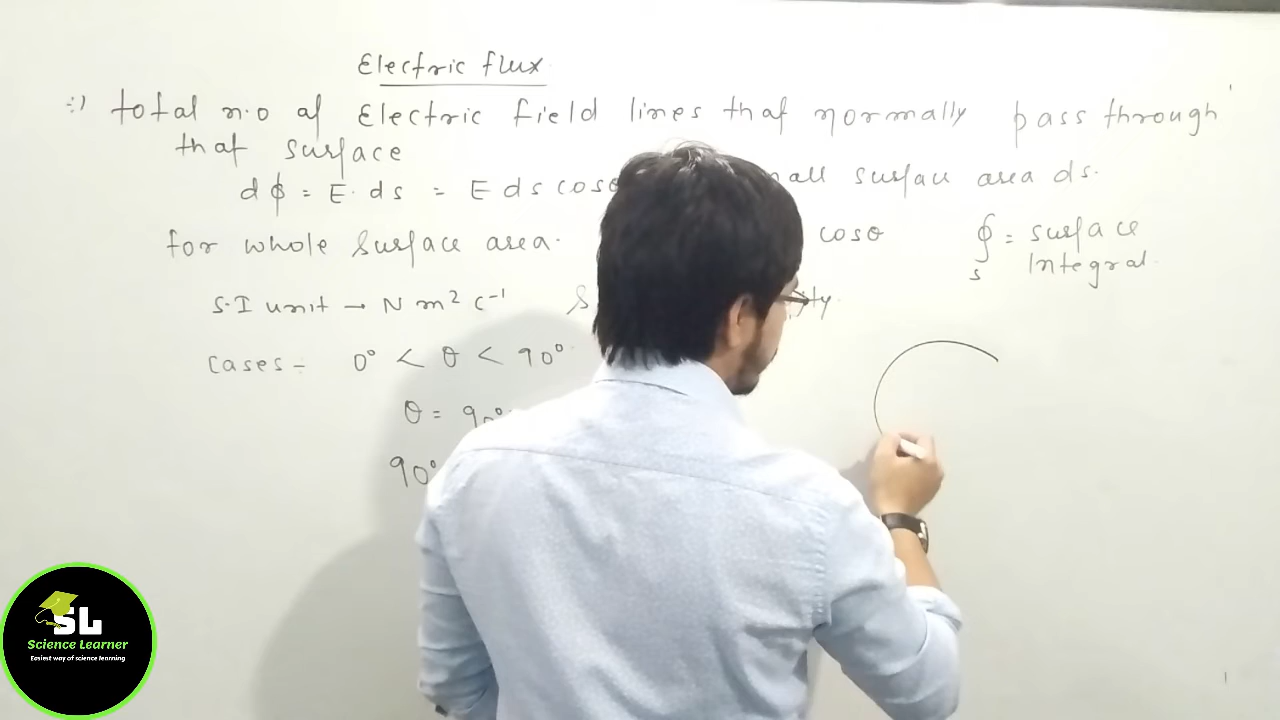 Electric flux
:) total n.o of Electric field lines that normally pass through
that surface
dϕ = E. ds = E ds cosθ small surface area ds.
for whole surface area. cosθ ∮s = surface Integral.
S.I unit → N m² C⁻¹
Cases - 0° < θ < 90°
θ = 90°
90°
SL
Science Learner
Easiest way of science learning